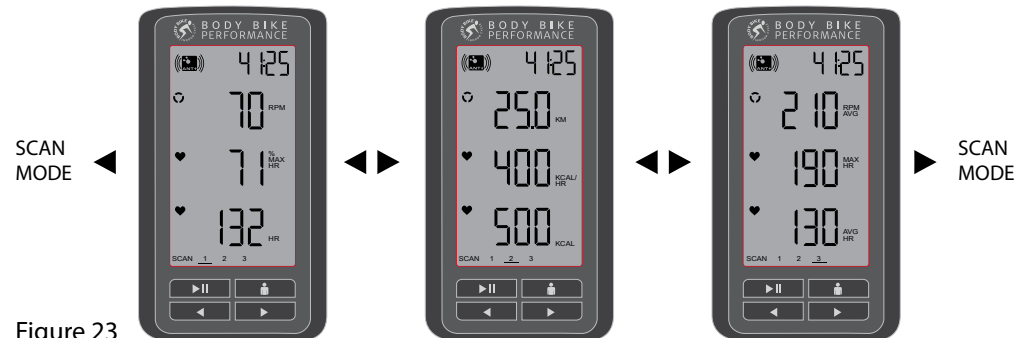 BODY BIKE
PERFORMANCE
ANT+
41:25
70 RPM
71 % MAX HR
132 HR
SCAN 1 2 3
BODY BIKE
PERFORMANCE
ANT+
41:25
25.0 KM
400 KCAL/HR
500 KCAL
SCAN 1 2 3
BODY BIKE
PERFORMANCE
ANT+
41:25
210 RPM AVG
190 MAX HR
130 AVG HR
SCAN 1 2 3
SCAN
MODE
SCAN
MODE
Figure 23